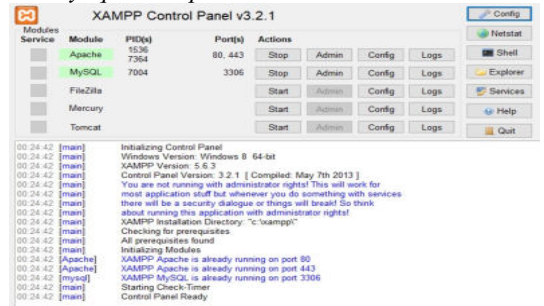 XAMPP Control Panel v3.2.1
Config
Modules
Service Module PID(s) Port(s) Actions
Netstat
Apache 1536 7364 80, 443 Stop Admin Config Logs
Shell
MySQL 7004 3306 Stop Admin Config Logs
Explorer
FileZilla Start Admin Config Logs
Services
Mercury Start Admin Config Logs
Help
Tomcat Start Admin Config Logs
Quit
00:24:42 [main] Initializing Control Panel
00:24:42 [main] Windows Version: Windows 8 64-bit
00:24:42 [main] XAMPP Version: 5.6.3
00:24:42 [main] Control Panel Version: 3.2.1 [ Compiled: May 7th 2013 ]
00:24:42 [main] You are not running with administrator rights! This will work for
00:24:42 [main] most application stuff but whenever you do something with services
00:24:42 [main] there will be a security dialogue or things will break! So think
00:24:42 [main] about running this application with administrator rights!
00:24:42 [main] XAMPP Installation Directory: "c:\xampp\"
00:24:42 [main] Checking for prerequisites
00:24:42 [main] All prerequisites found
00:24:42 [main] Initializing Modules
00:24:42 [Apache] XAMPP Apache is already running on port 80
00:24:42 [Apache] XAMPP Apache is already running on port 443
00:24:42 [mysql] XAMPP MySQL is already running on port 3306
00:24:42 [main] Starting Check-Timer
00:24:42 [main] Control Panel Ready